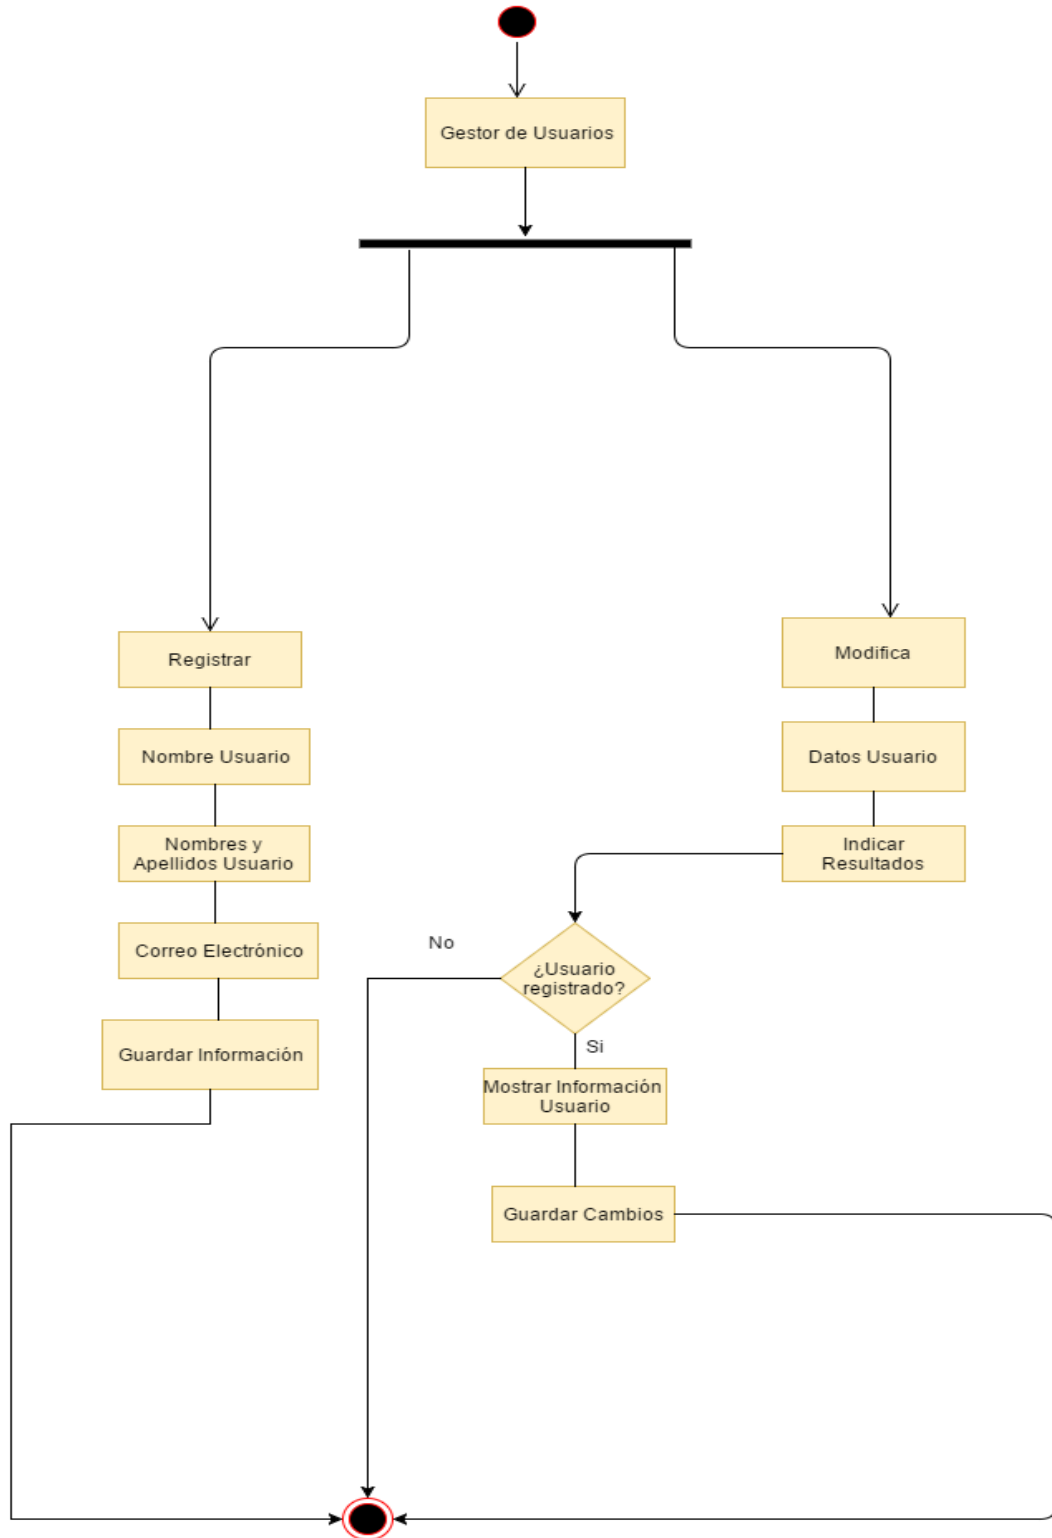 Gestor de Usuarios
Registrar
Nombre Usuario
Nombres y
Apellidos Usuario
Correo Electrónico
Guardar Información
Modifica
Datos Usuario
Indicar
Resultados
No
¿Usuario
registrado?
Si
Mostrar Información
Usuario
Guardar Cambios